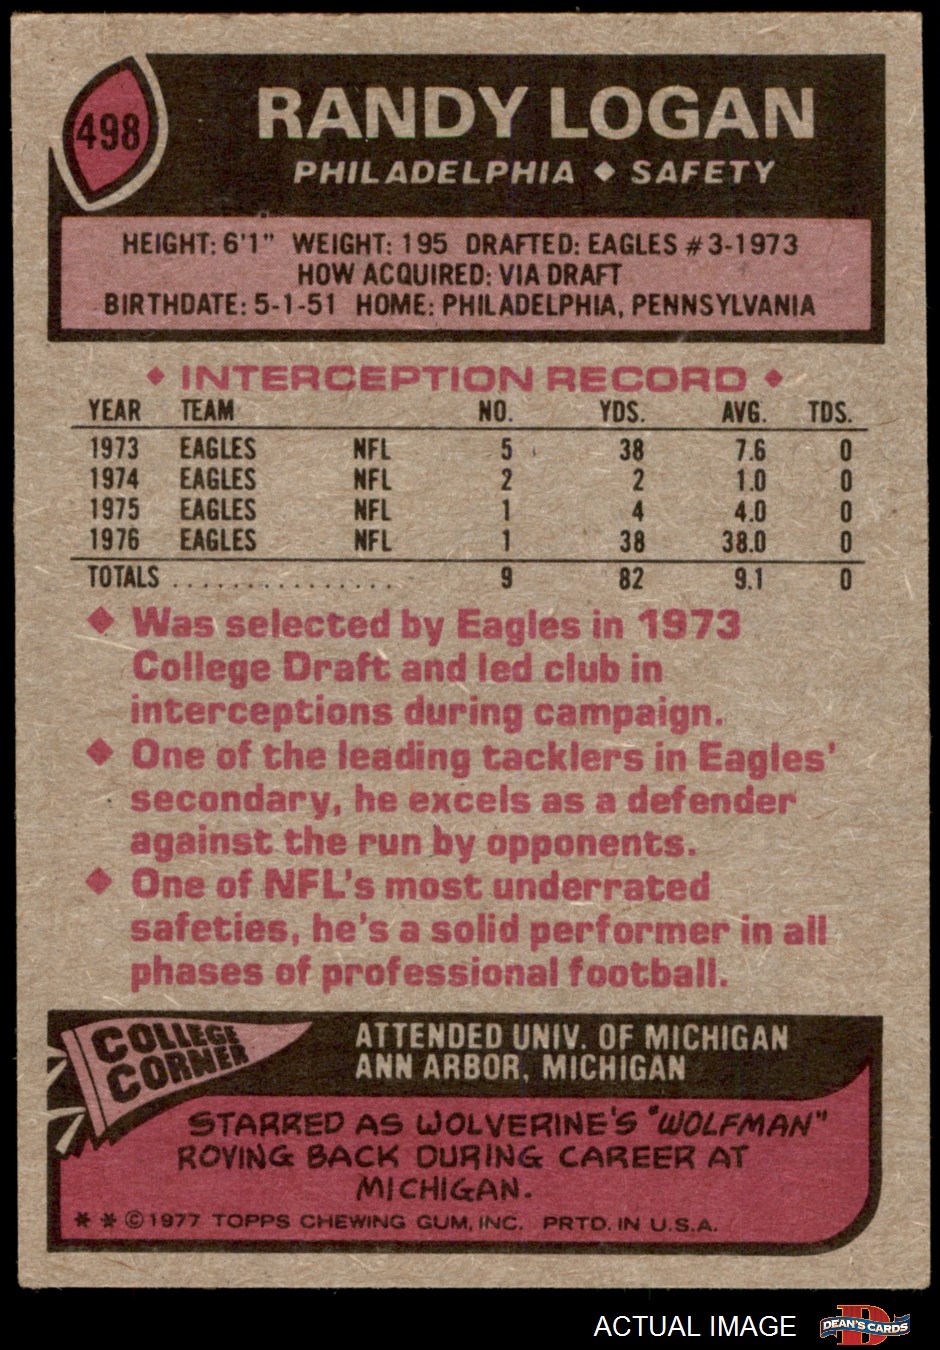 498
RANDY LOGAN
PHILADELPHIA ◆ SAFETY
HEIGHT: 6'1" WEIGHT: 195 DRAFTED: EAGLES #3-1973
HOW ACQUIRED: VIA DRAFT
BIRTHDATE: 5-1-51 HOME: PHILADELPHIA, PENNSYLVANIA
◆ INTERCEPTION RECORD ◆
YEAR TEAM NO. YDS. AVG. TDS.
1973 EAGLES NFL 5 38 7.6 0
1974 EAGLES NFL 2 2 1.0 0
1975 EAGLES NFL 1 4 4.0 0
1976 EAGLES NFL 1 38 38.0 0
TOTALS ................ 9 82 9.1 0
◆ Was selected by Eagles in 1973
College Draft and led club in
interceptions during campaign.
◆ One of the leading tacklers in Eagles'
secondary, he excels as a defender
against the run by opponents.
◆ One of NFL's most underrated
safeties, he's a solid performer in all
phases of professional football.
COLLEGE
CORNER
ATTENDED UNIV. OF MICHIGAN
ANN ARBOR, MICHIGAN
STARRED AS WOLVERINE'S "WOLFMAN"
ROVING BACK DURING CAREER AT
MICHIGAN.
* * ©1977 TOPPS CHEWING GUM, INC. PRTD. IN U.S.A.
ACTUAL IMAGE
D
DEAN'S CARDS